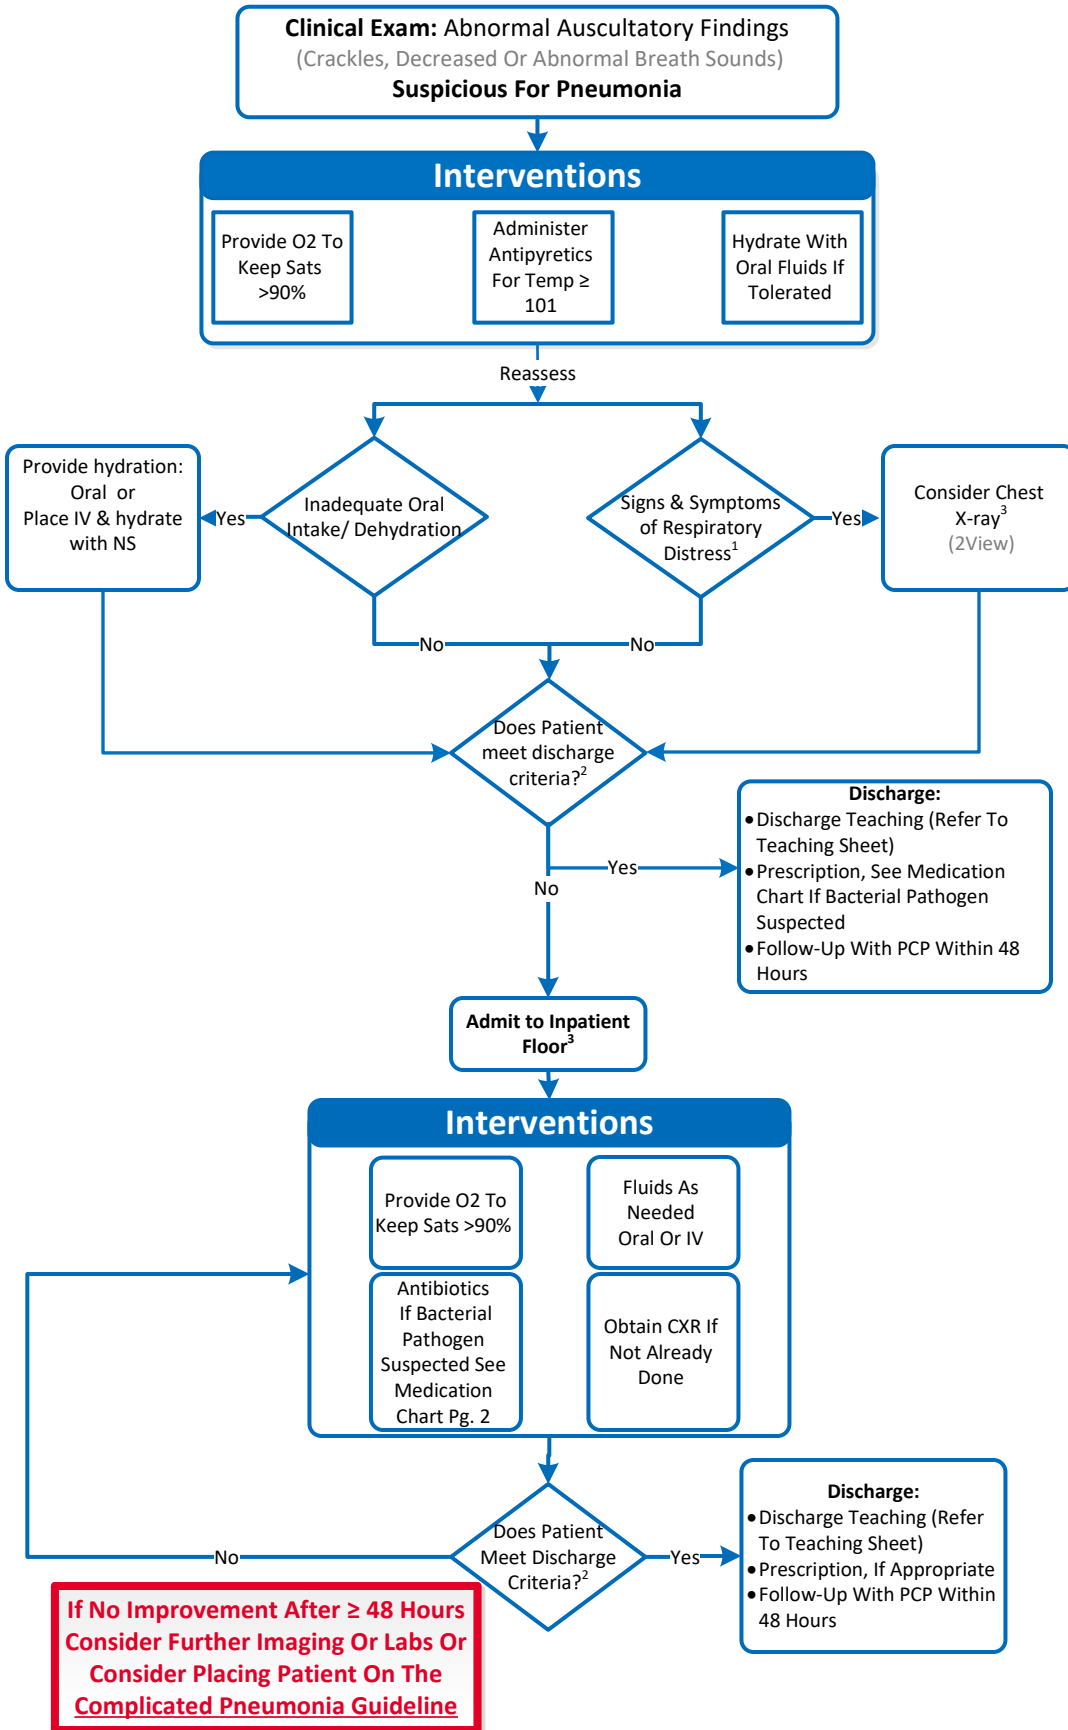 Clinical Exam: Abnormal Auscultatory Findings
(Crackles, Decreased Or Abnormal Breath Sounds)
Suspicious For Pneumonia
Interventions
Provide O2 To
Keep Sats
>90%
Administer
Antipyretics
For Temp ≥
101
Hydrate With
Oral Fluids If
Tolerated
Reassess
Provide hydration:
Oral or
Place IV & hydrate
with NS
Yes
Inadequate Oral
Intake/ Dehydration
Signs & Symptoms
of Respiratory
Distress1
Yes
Consider Chest
X-ray3
(2View)
No
No
Does Patient
meet discharge
criteria?2
Yes
No
Discharge:
•Discharge Teaching (Refer To
Teaching Sheet)
•Prescription, See Medication
Chart If Bacterial Pathogen
Suspected
•Follow-Up With PCP Within 48
Hours
Admit to Inpatient
Floor3
Interventions
Provide O2 To
Keep Sats >90%
Fluids As
Needed
Oral Or IV
Antibiotics
If Bacterial
Pathogen
Suspected See
Medication
Chart Pg. 2
Obtain CXR If
Not Already
Done
No
Does Patient
Meet Discharge
Criteria?2
Yes
Discharge:
•Discharge Teaching (Refer
To Teaching Sheet)
•Prescription, If Appropriate
•Follow-Up With PCP Within
48 Hours
If No Improvement After ≥ 48 Hours
Consider Further Imaging Or Labs Or
Consider Placing Patient On The
Complicated Pneumonia Guideline